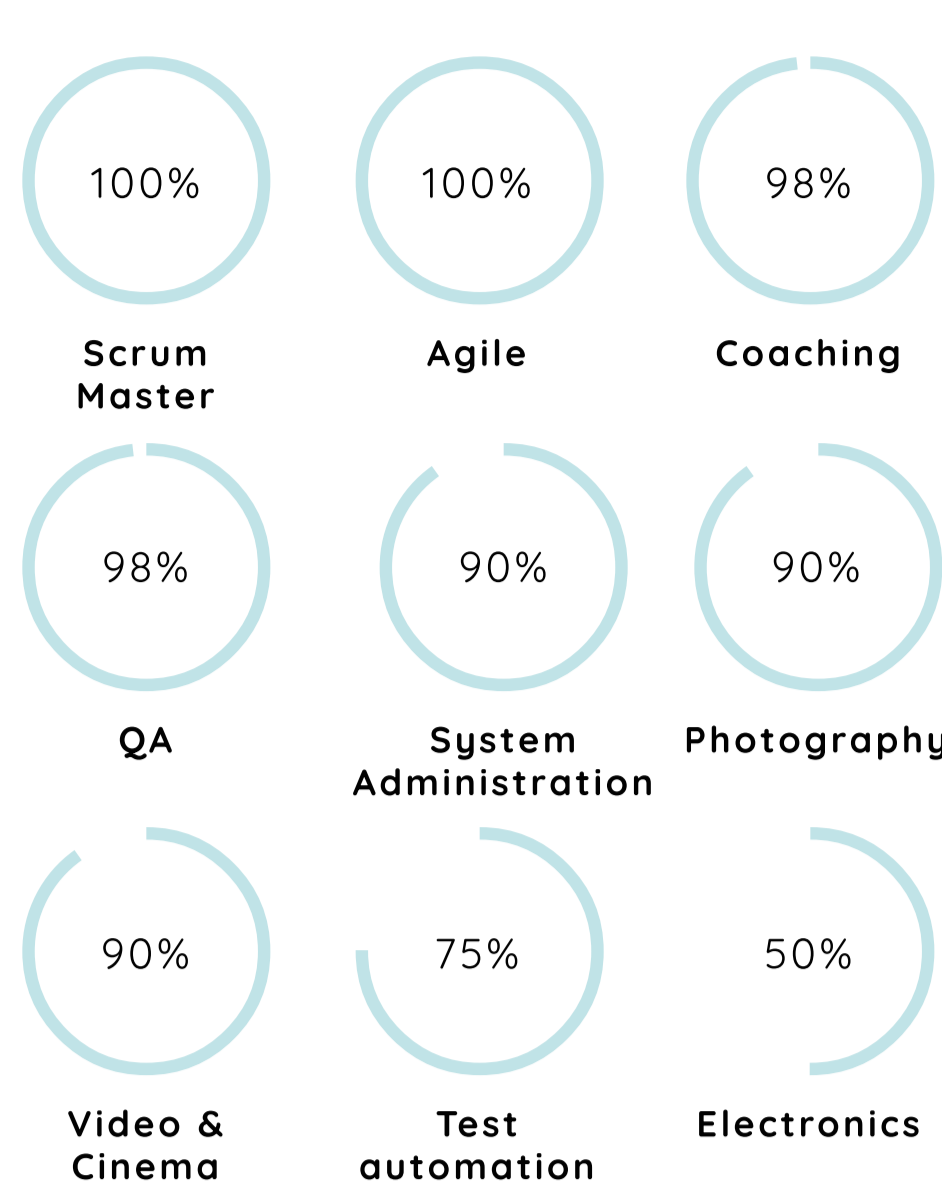 100%
100%
98%
Scrum
Master
Agile
Coaching
98%
90%
90%
QA
System
Administration
Photography
90%
75%
50%
Video &
Cinema
Test
automation
Electronics